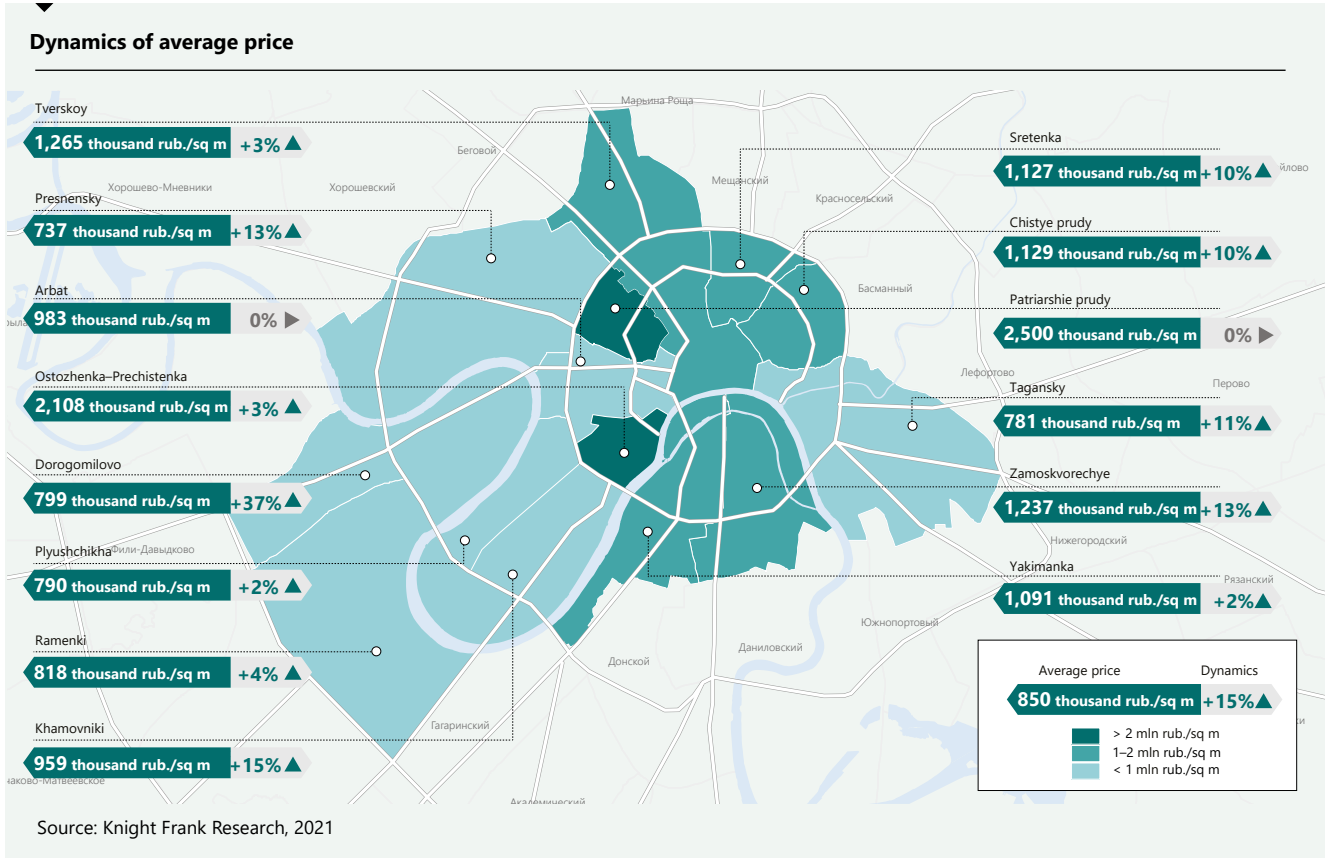 Dynamics of average price
Марьина Роща
Tverskoy
1,265 thousand rub./sq m +3%
Беговой
Sretenka
1,127 thousand rub./sq m +10%
Хорошево-Мневники
Хорошевский
Мещанский
Красносельский
Presnensky
737 thousand rub./sq m +13%
Chistye prudy
1,129 thousand rub./sq m +10%
Arbat
983 thousand rub./sq m 0%
Басманный
Patriarshie prudy
2,500 thousand rub./sq m 0%
Ostozhenka–Prechistenka
2,108 thousand rub./sq m +3%
Лефортово
Перово
Tagansky
781 thousand rub./sq m +11%
Dorogomilovo
799 thousand rub./sq m +37%
Zamoskvorechye
1,237 thousand rub./sq m +13%
Plyushchikha
Фили-Давыдково
790 thousand rub./sq m +2%
Нижегородский
Yakimanka
Рязанский
1,091 thousand rub./sq m +2%
Южнопортовый
Ramenki
818 thousand rub./sq m +4%
Донской
Даниловский
Khamovniki
959 thousand rub./sq m +15%
Гагаринский
Академический
Average price Dynamics
850 thousand rub./sq m +15%
> 2 mln rub./sq m
1–2 mln rub./sq m
< 1 mln rub./sq m
Source: Knight Frank Research, 2021